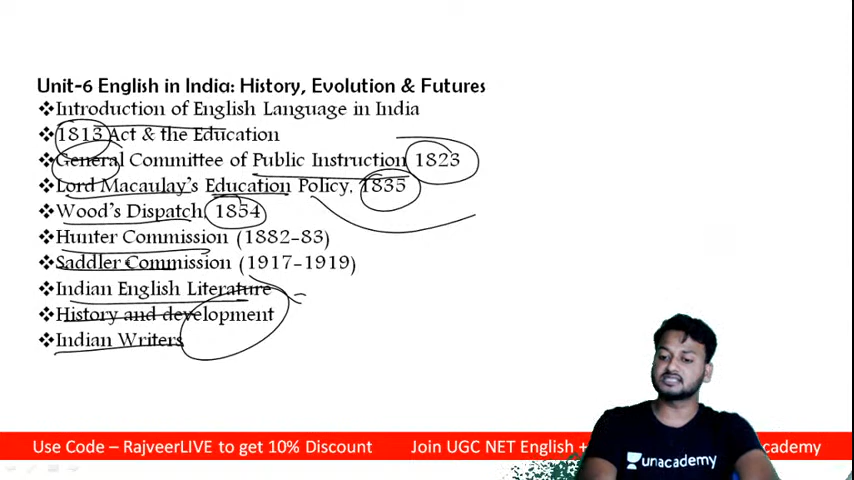 Unit-6 English in India: History, Evolution & Futures
❖Introduction of English Language in India
❖1813 Act & the Education
❖General Committee of Public Instruction 1823
❖Lord Macaulay's Education Policy, 1835
❖Wood's Dispatch, 1854
❖Hunter Commission (1882-83)
❖Saddler Commission (1917-1919)
❖Indian English Literature
❖History and development
❖Indian Writers
Use Code – RajveerLIVE to get 10% Discount Join UGC NET English +
unacademy